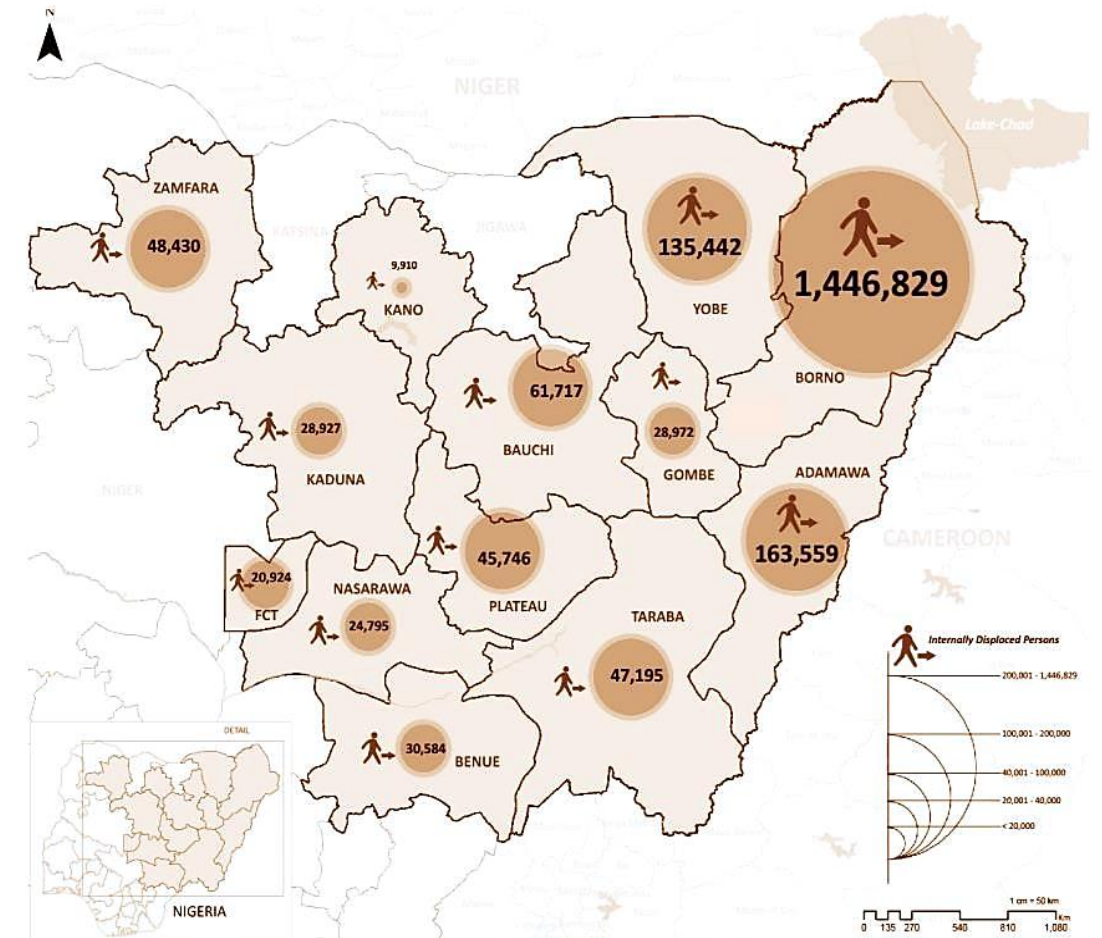 N
NIGER
Lake-Chad
ZAMFARA
48,430
KATSINA
JIGAWA
9,910
KANO
135,442
YOBE
1,446,829
BORNO
61,717
BAUCHI
28,972
GOMBE
28,927
KADUNA
NIGER
ADAMAWA
163,559
CAMEROON
45,746
PLATEAU
20,924
FCT
NASARAWA
24,795
TARABA
47,195
30,584
BENUE
Internally Displaced Persons
200,001 - 1,446,829
100,001 - 200,000
40,001 - 100,000
20,001 - 40,000
< 20,000
DETAIL
NIGERIA
1 cm = 50 km
Km
0 135 270 540 810 1,080